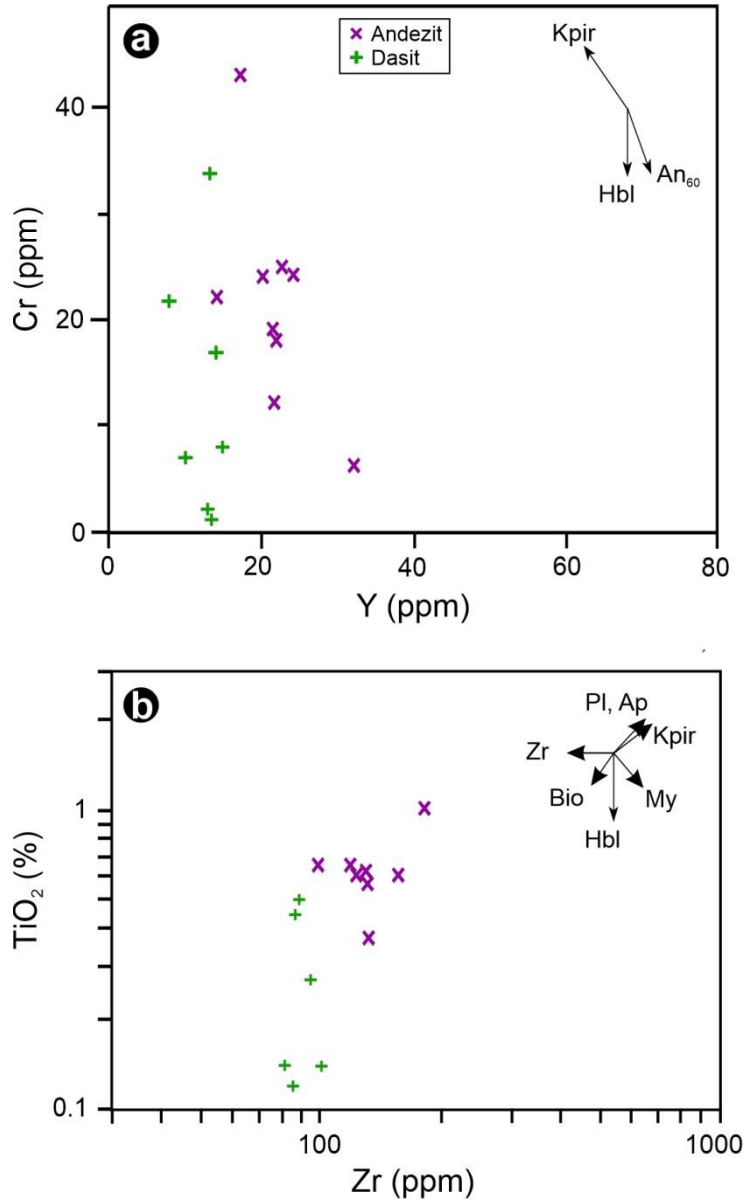 a
Andezit
Dasit
Kpir
Hbl
An₆₀
40
20
0
Cr (ppm)
0
20
40
60
80
Y (ppm)
b
Pl, Ap
Kpir
Zr
Bio
My
Hbl
1
0.1
TiO₂ (%)
100
1000
Zr (ppm)